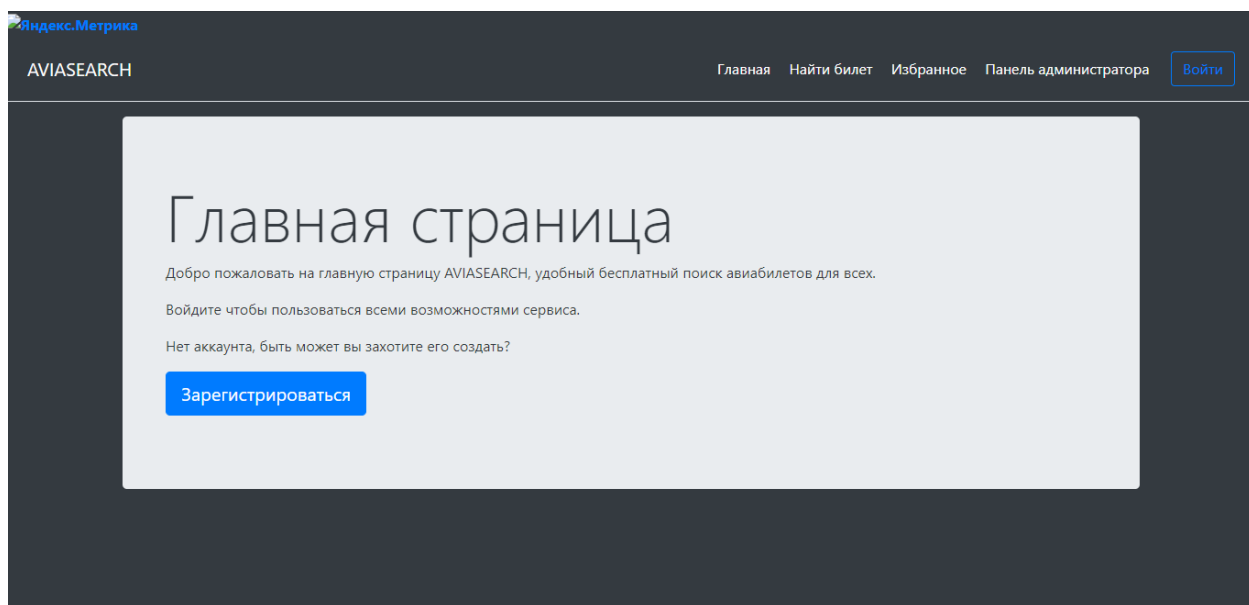 Яндекс.Метрика
AVIASEARCH
Главная Найти билет Избранное Панель администратора Войти
Главная страница
Добро пожаловать на главную страницу AVIASEARCH, удобный бесплатный поиск авиабилетов для всех.
Войдите чтобы пользоваться всеми возможностями сервиса.
Нет аккаунта, быть может вы захотите его создать?
Зарегистрироваться